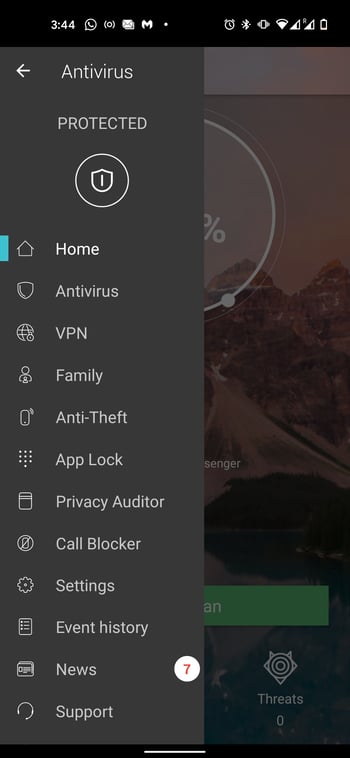 3:44
Antivirus
PROTECTED
%
Home
Antivirus
VPN
Family
Anti-Theft
senger
App Lock
Privacy Auditor
Call Blocker
Settings
an
Event history
News
7
Threats
Support
0